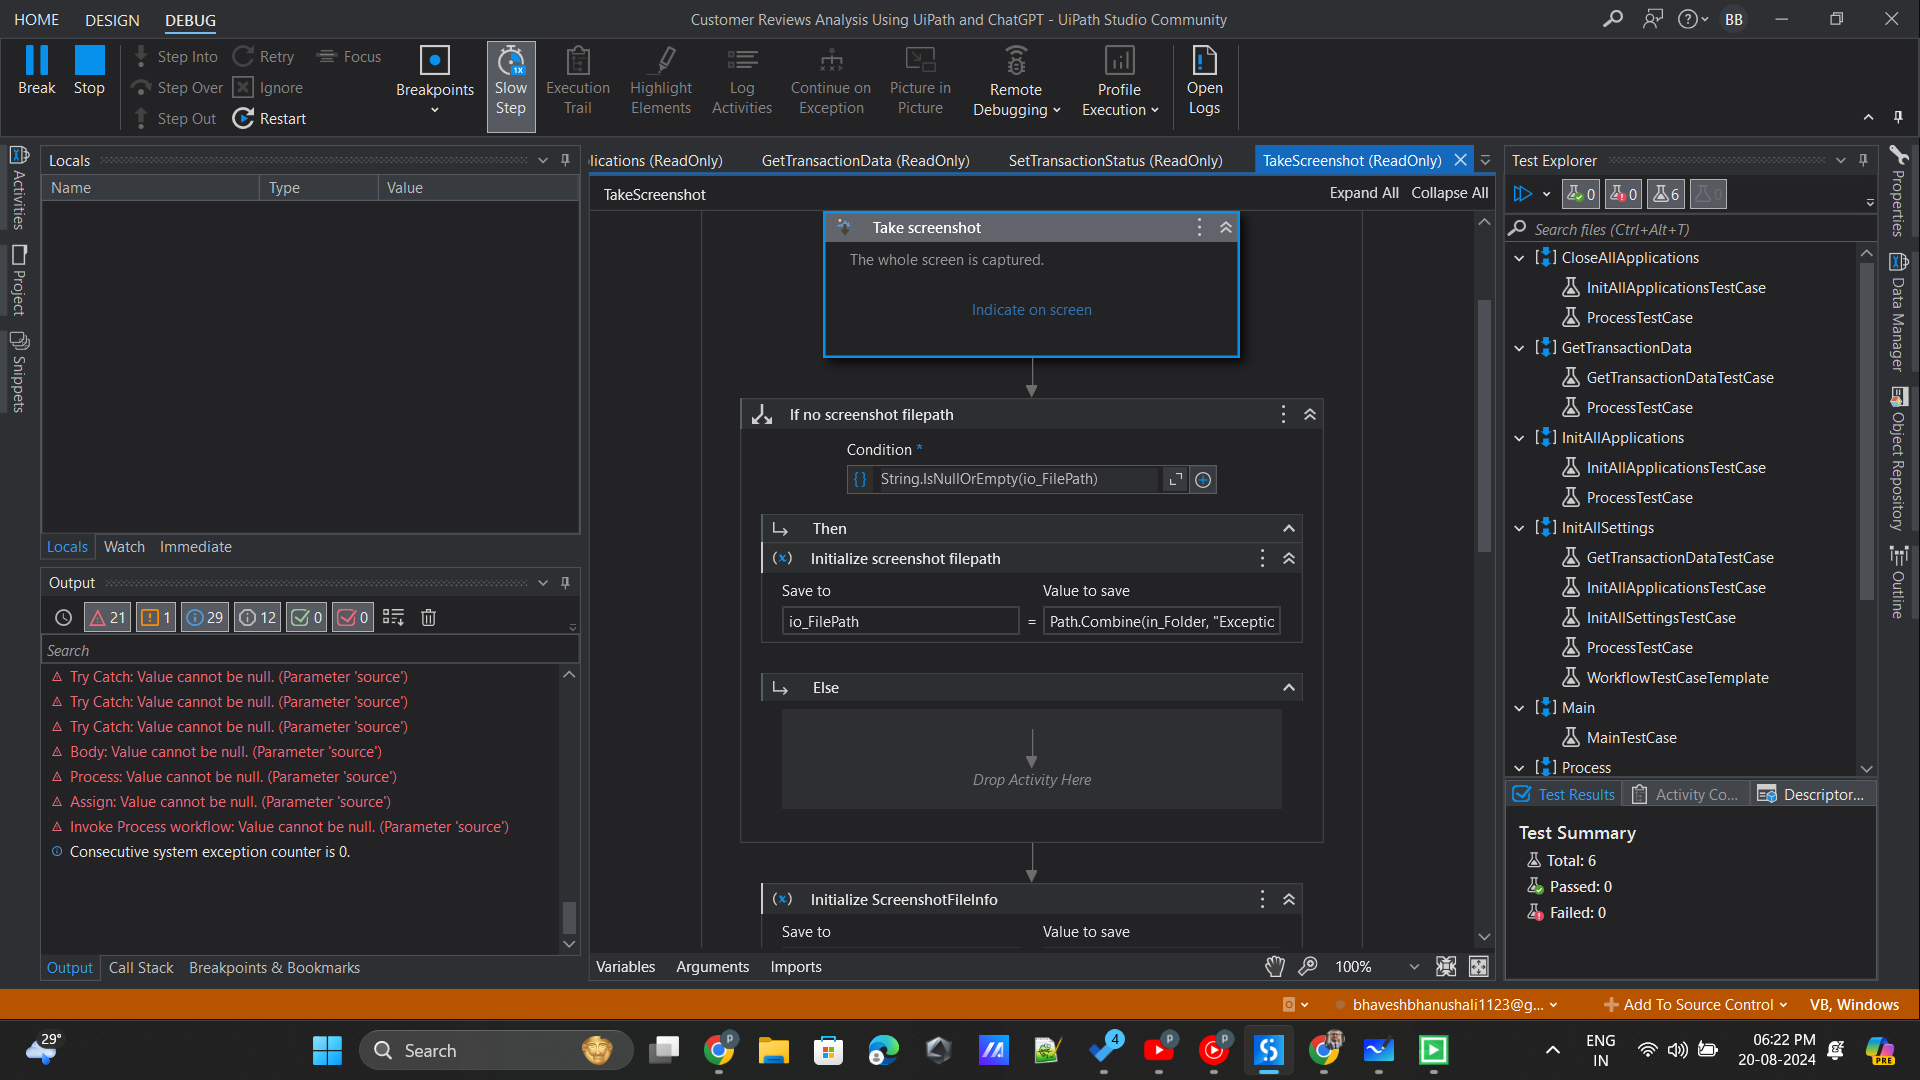 HOME DESIGN DEBUG
Customer Reviews Analysis Using UiPath and ChatGPT - UiPath Studio Community
BB
Break
Stop
Step Into
Step Over
Step Out
Retry
Ignore
Restart
Focus
Breakpoints
1X
Slow Step
Execution Trail
Highlight Elements
Log Activities
Continue on Exception
Picture in Picture
Remote Debugging
Profile Execution
Open Logs
Activities
Project
Snippets
Locals
Name Type Value
Locals Watch Immediate
Output
21 1 29 12 0 0
Search
Try Catch: Value cannot be null. (Parameter 'source')
Try Catch: Value cannot be null. (Parameter 'source')
Try Catch: Value cannot be null. (Parameter 'source')
Body: Value cannot be null. (Parameter 'source')
Process: Value cannot be null. (Parameter 'source')
Assign: Value cannot be null. (Parameter 'source')
Invoke Process workflow: Value cannot be null. (Parameter 'source')
Consecutive system exception counter is 0.
Output Call Stack Breakpoints & Bookmarks
lications (ReadOnly) GetTransactionData (ReadOnly) SetTransactionStatus (ReadOnly) TakeScreenshot (ReadOnly)
TakeScreenshot
Expand All Collapse All
Take screenshot
The whole screen is captured.
Indicate on screen
If no screenshot filepath
Condition *
{} String.IsNullOrEmpty(io_FilePath)
Then
(x) Initialize screenshot filepath
Save to Value to save
io_FilePath = Path.Combine(in_Folder, "Exceptio
Else
Drop Activity Here
(x) Initialize ScreenshotFileInfo
Save to Value to save
Variables Arguments Imports
100%
Test Explorer
0 0 6 0
Search files (Ctrl+Alt+T)
CloseAllApplications
InitAllApplicationsTestCase
ProcessTestCase
GetTransactionData
GetTransactionDataTestCase
ProcessTestCase
InitAllApplications
InitAllApplicationsTestCase
ProcessTestCase
InitAllSettings
GetTransactionDataTestCase
InitAllApplicationsTestCase
InitAllSettingsTestCase
ProcessTestCase
WorkflowTestCaseTemplate
Main
MainTestCase
Process
Test Results Activity Co... Descriptor...
Test Summary
Total: 6
Passed: 0
Failed: 0
Properties
Data Manager
Object Repository
Outline
bhaveshbhanushali1123@g...
Add To Source Control
VB, Windows
29°
Search
P
4
P
P
ENG
IN
06:22 PM
20-08-2024
PRE